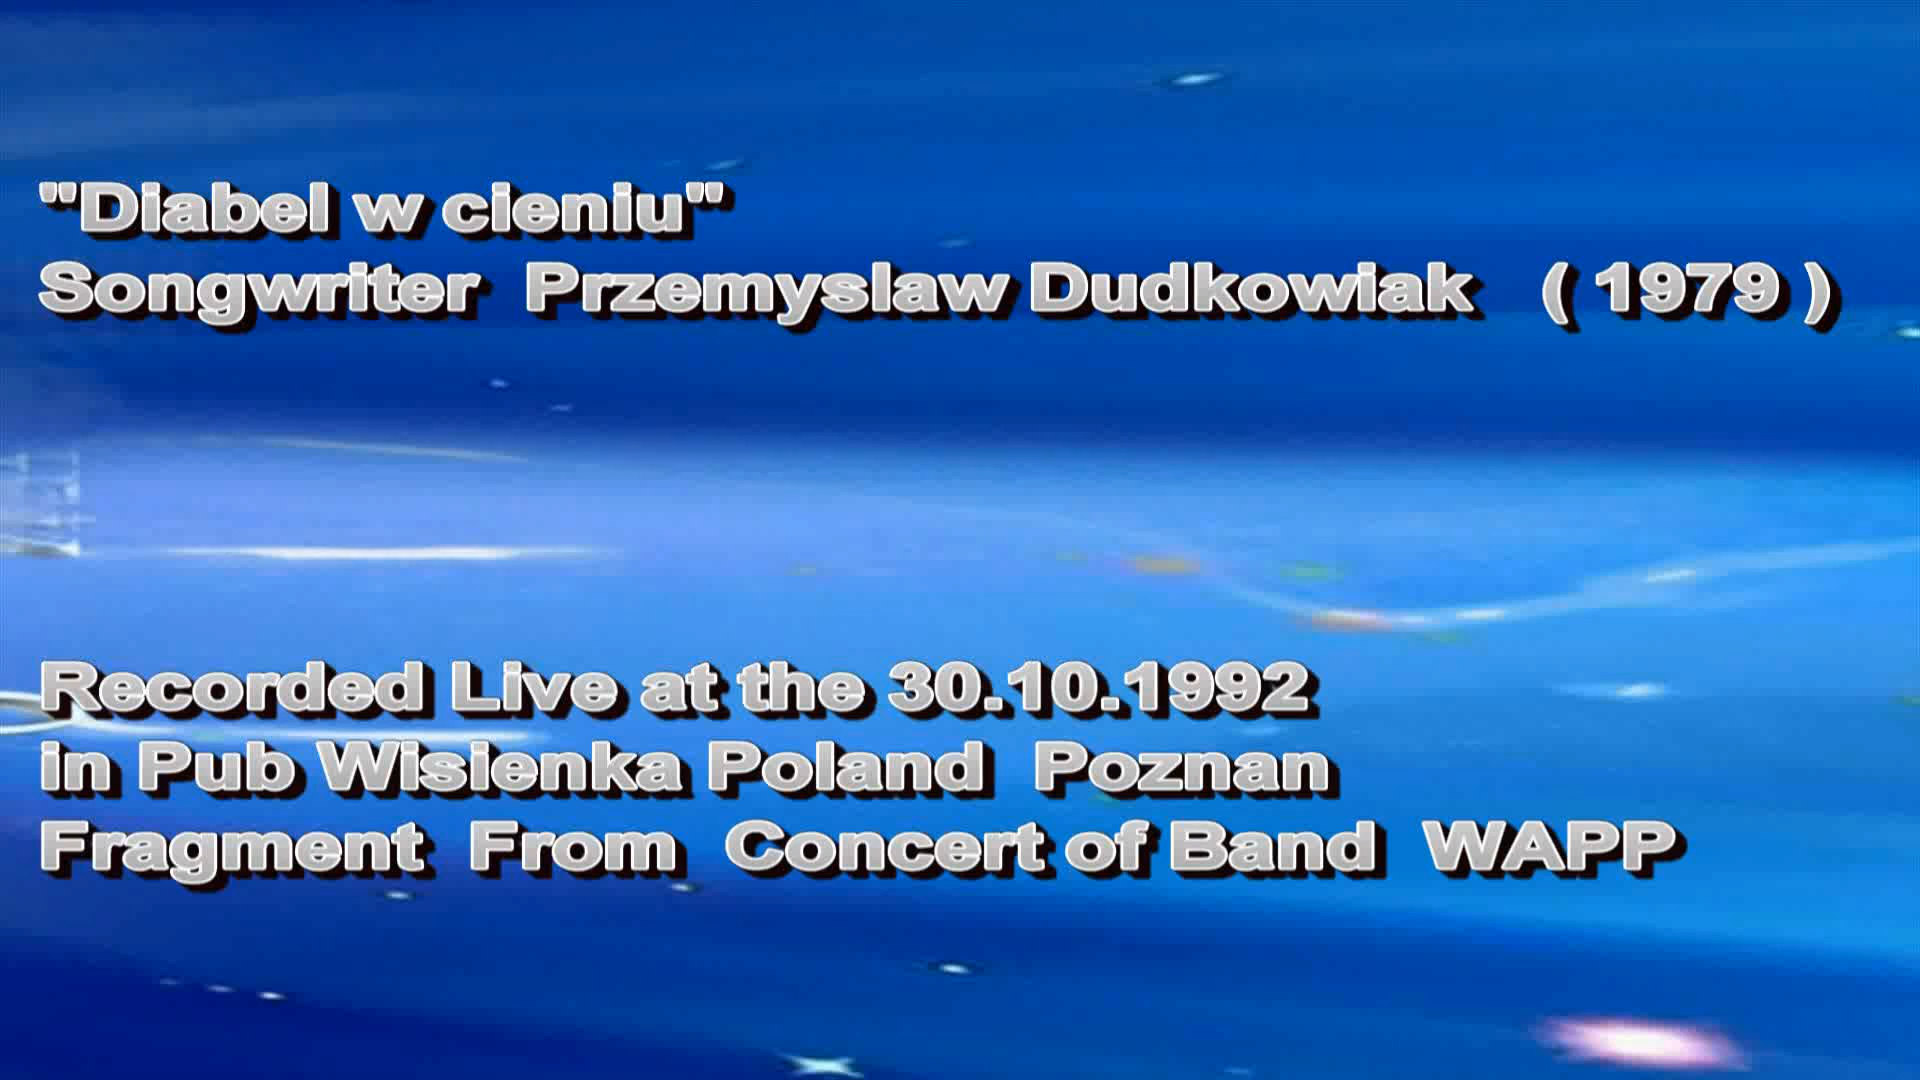 "Diabel w cieniu"
Songwriter Przemyslaw Dudkowiak ( 1979 )
Recorded Live at the 30.10.1992
in Pub Wisienka Poland Poznan
Fragment From Concert of Band WAPP